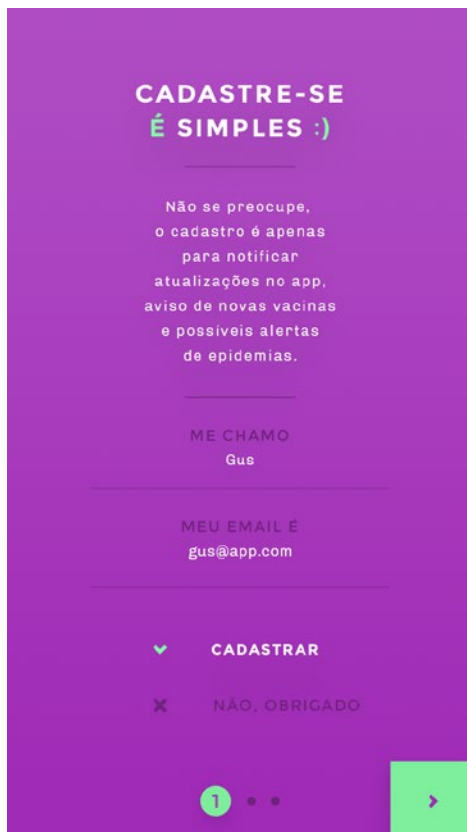 CADASTRE-SE
É SIMPLES :)
Não se preocupe,
o cadastro é apenas
para notificar
atualizações no app,
aviso de novas vacinas
e possíveis alertas
de epidemias.
ME CHAMO
Gus
MEU EMAIL É
gus@app.com
CADASTRAR
NÃO, OBRIGADO
1